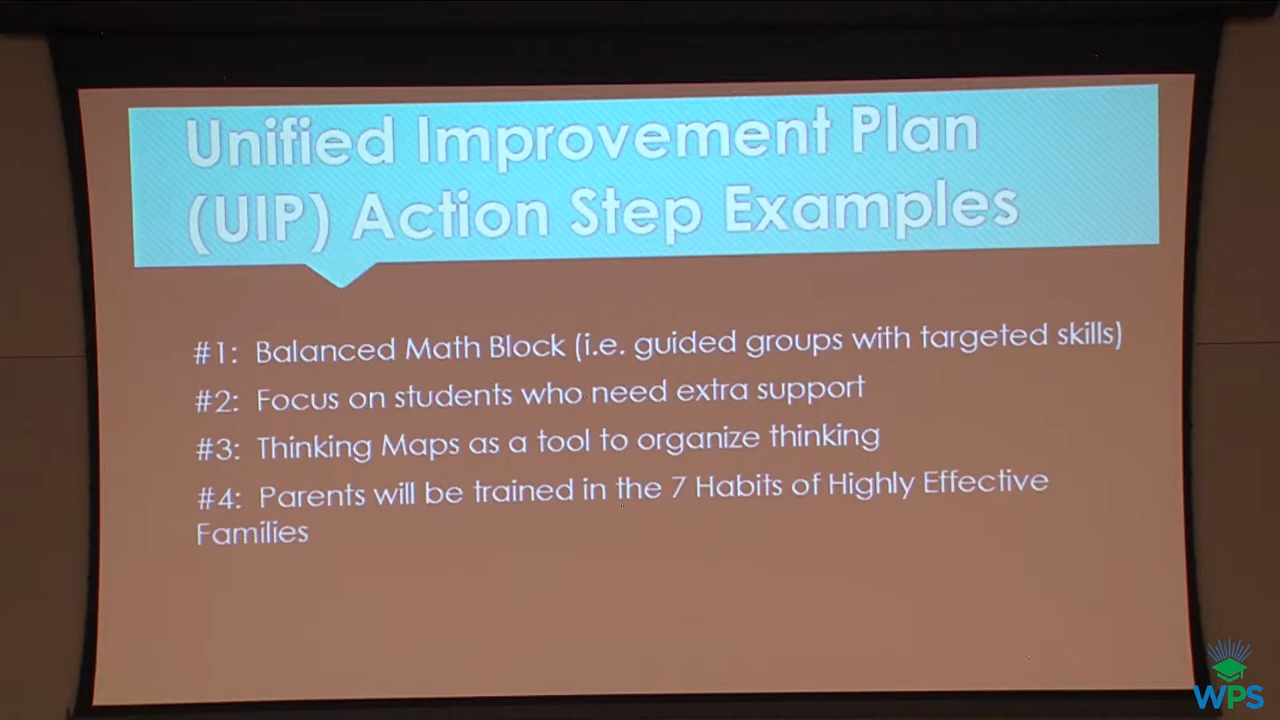 Unified Improvement Plan
(UIP) Action Step Examples
#1: Balanced Math Block (i.e. guided groups with targeted skills)
#2: Focus on students who need extra support
#3: Thinking Maps as a tool to organize thinking
#4: Parents will be trained in the 7 Habits of Highly Effective
Families
WPS